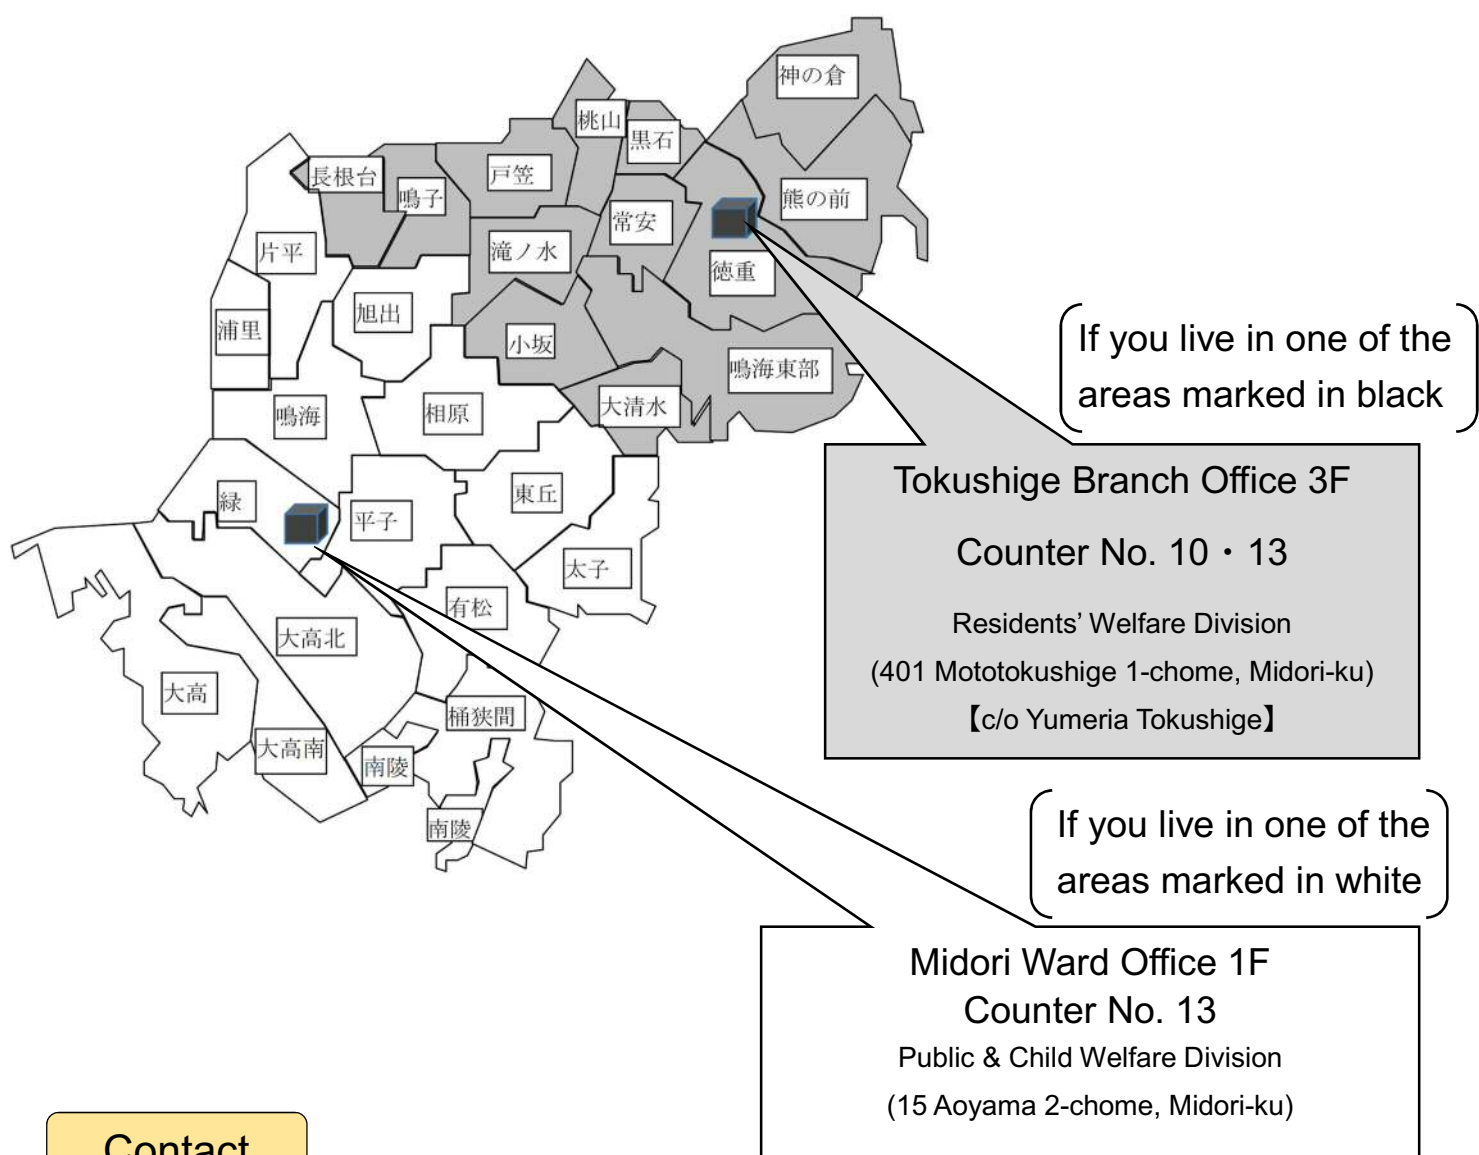 神の倉
桃山
黒石
長根台
鳴子
戸笠
熊の前
常安
片平
滝ノ水
徳重
旭出
浦里
小坂
鳴海東部
鳴海
相原
大清水
緑
平子
東丘
太子
有松
大高北
大高
桶狭間
大高南
南陵
南陵
If you live in one of the
areas marked in black
Tokushige Branch Office 3F
Counter No. 10・13
Residents’ Welfare Division
(401 Mototokushige 1-chome, Midori-ku)
【c/o Yumeria Tokushige】
If you live in one of the
areas marked in white
Midori Ward Office 1F
Counter No. 13
Public & Child Welfare Division
(15 Aoyama 2-chome, Midori-ku)
Contact